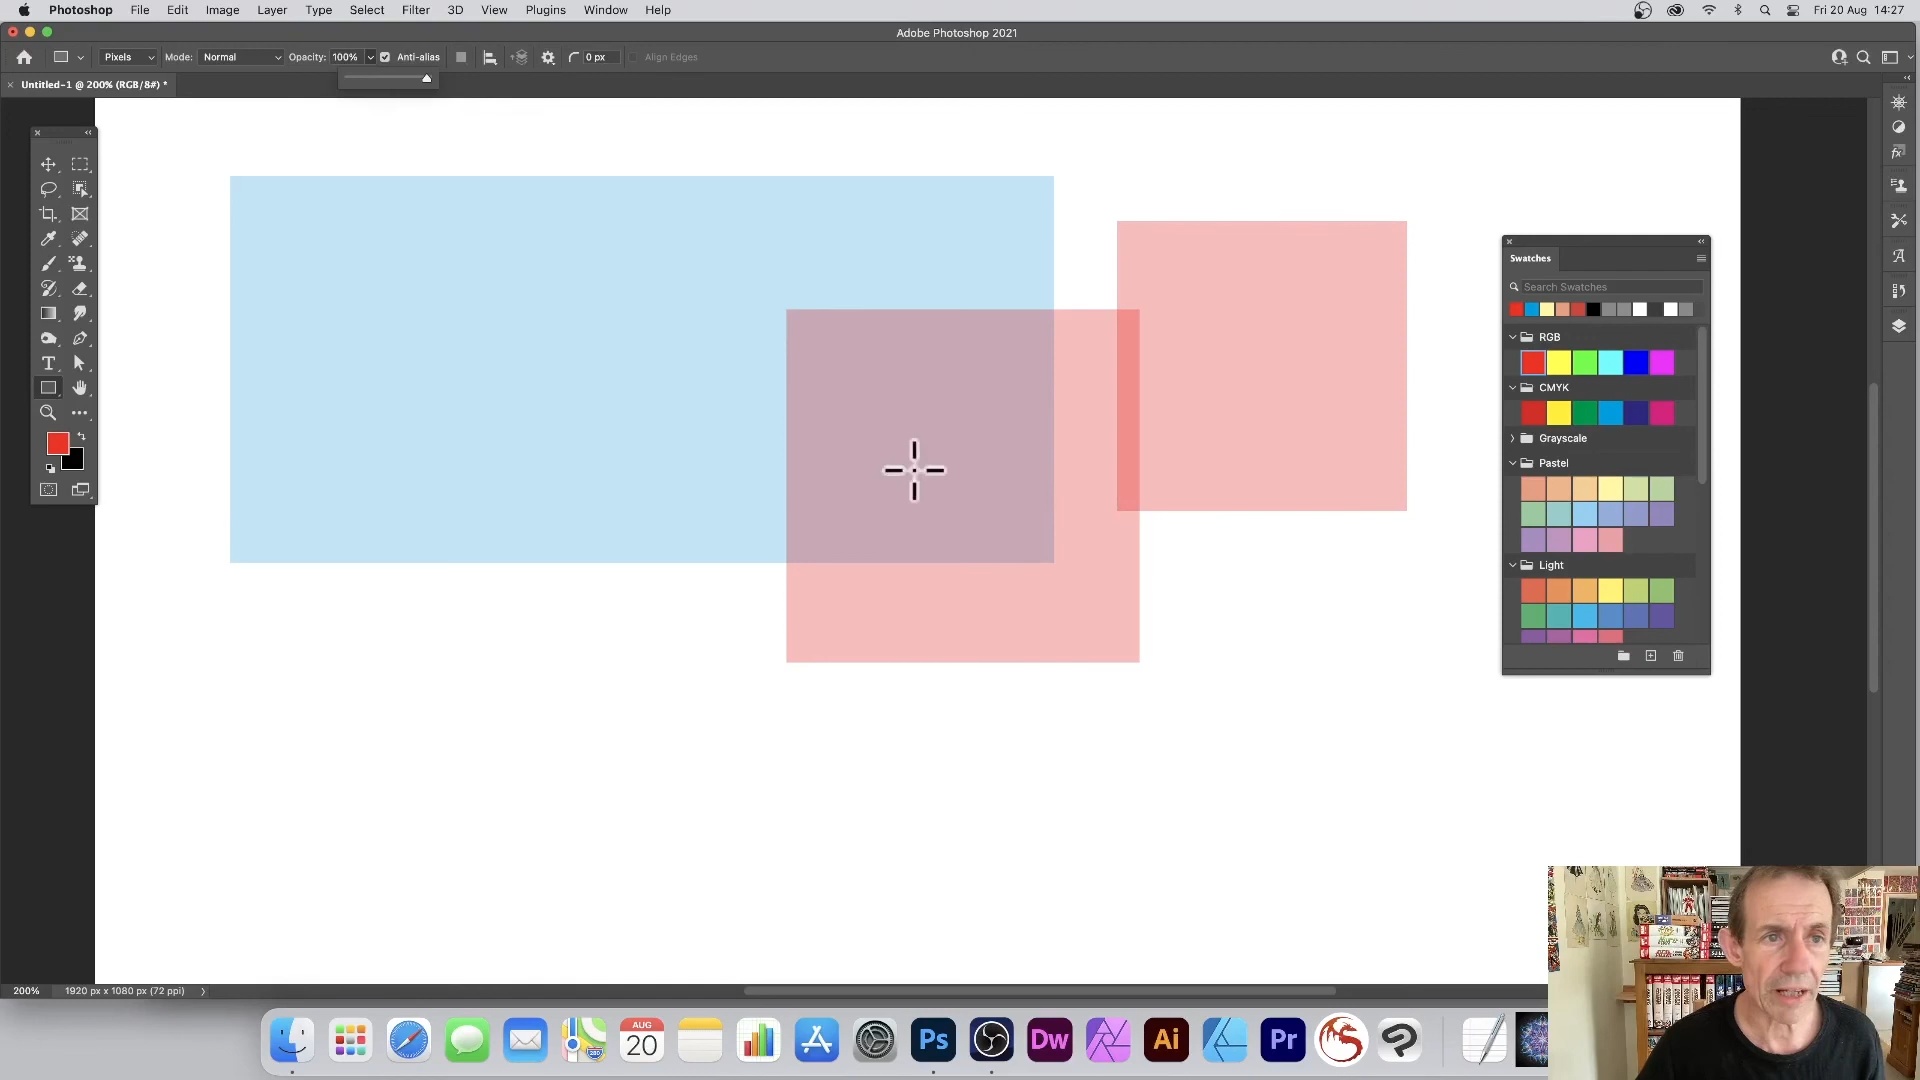 Photoshop File Edit Image Layer Type Select Filter 3D View Plugins Window Help Fri 20 Aug 14:27
Adobe Photoshop 2021
Pixels Mode: Normal Opacity: 100% Anti-alias 0 px Align Edges
Untitled-1 @ 200% (RGB/8#) *
Swatches
Search Swatches
RGB
CMYK
Grayscale
Pastel
Light
200% 1920 px x 1080 px (72 ppi)
AUG
20
Ps
Dw
Ai
Pr
280